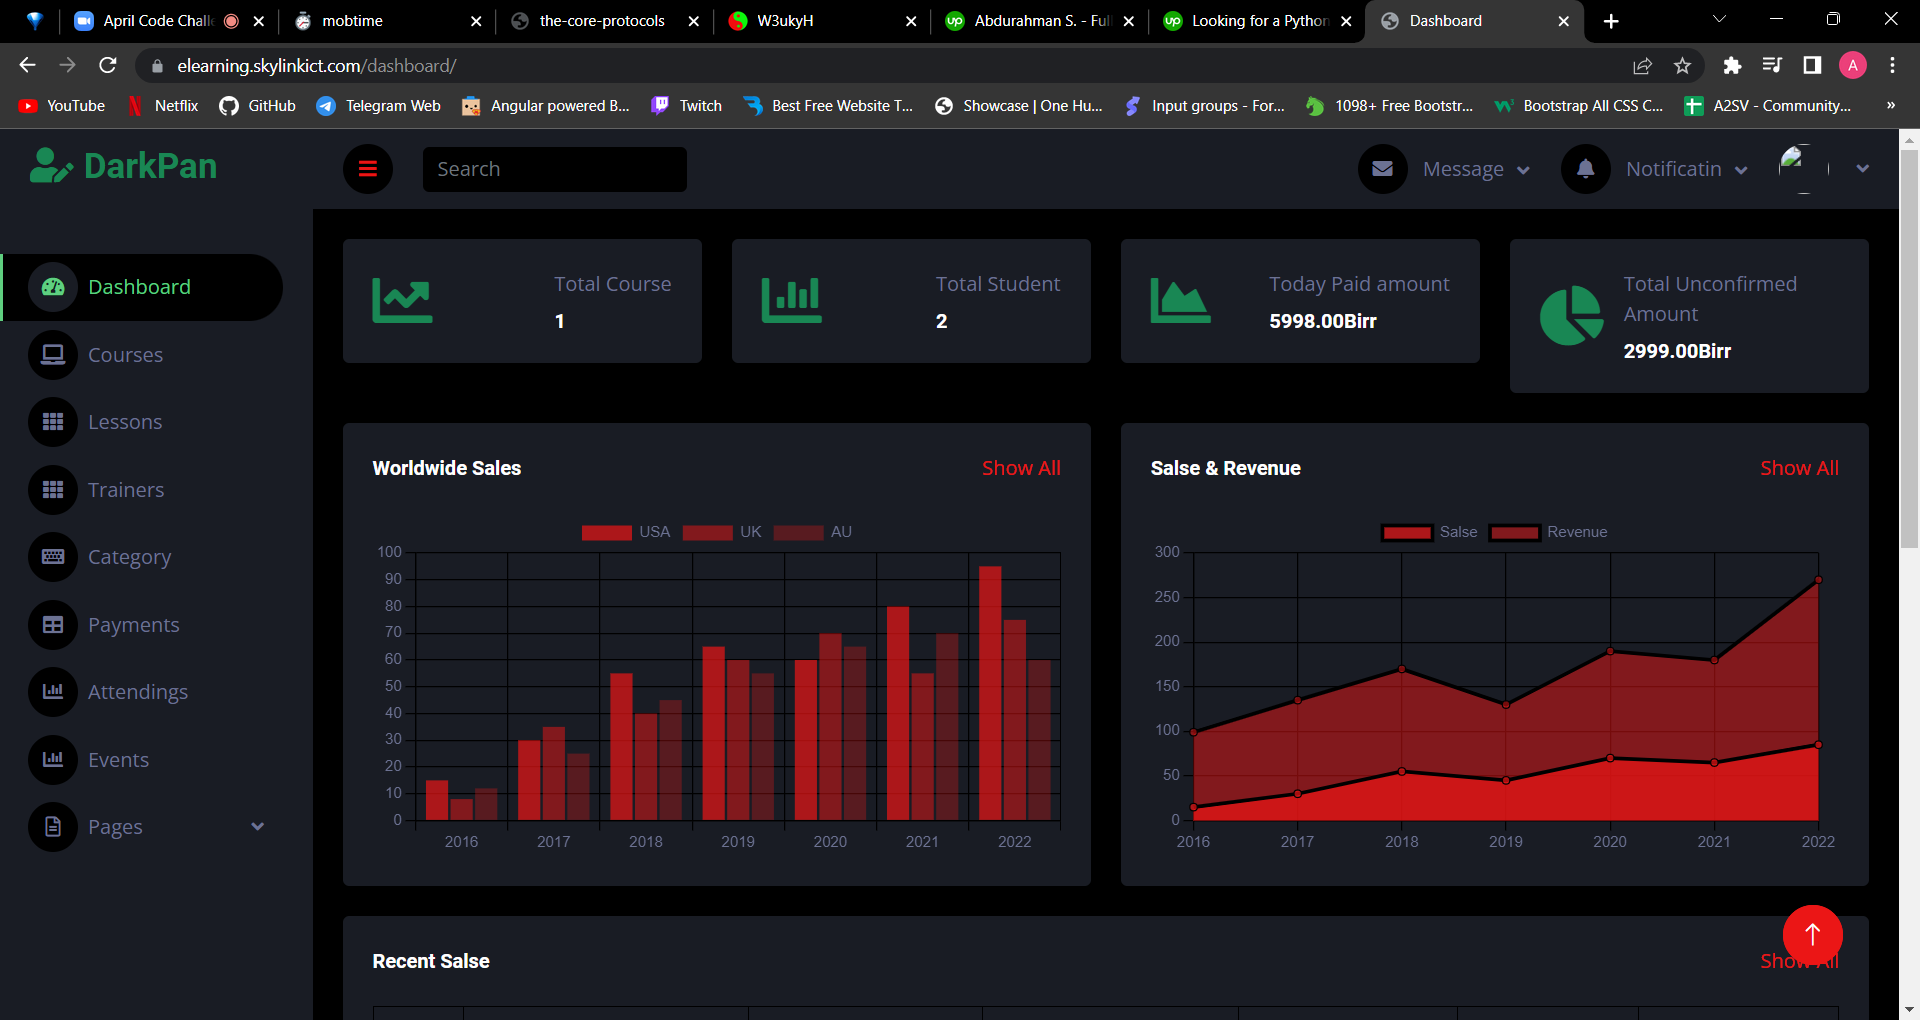 April Code Chall
mobtime
the-core-protocols
W3ukyH
Abdurahman S. - Full
Looking for a Python
Dashboard
elearning.skylinkict.com/dashboard/
A
YouTube
Netflix
GitHub
Telegram Web
Angular powered B...
Twitch
Best Free Website T...
Showcase | One Hu...
Input groups - For...
1098+ Free Bootstr...
Bootstrap All CSS C...
A2SV - Community...
»
DarkPan
Search
Message
Notificatin
Dashboard
Courses
Lessons
Trainers
Category
Payments
Attendings
Events
Pages
Total Course
1
Total Student
2
Today Paid amount
5998.00Birr
Total Unconfirmed
Amount
2999.00Birr
Worldwide Sales
Show All
USA UK AU
100
90
80
70
60
50
40
30
20
10
0
2016 2017 2018 2019 2020 2021 2022
Salse & Revenue
Show All
Salse Revenue
300
250
200
150
100
50
0
2016 2017 2018 2019 2020 2021 2022
Recent Salse
Show All